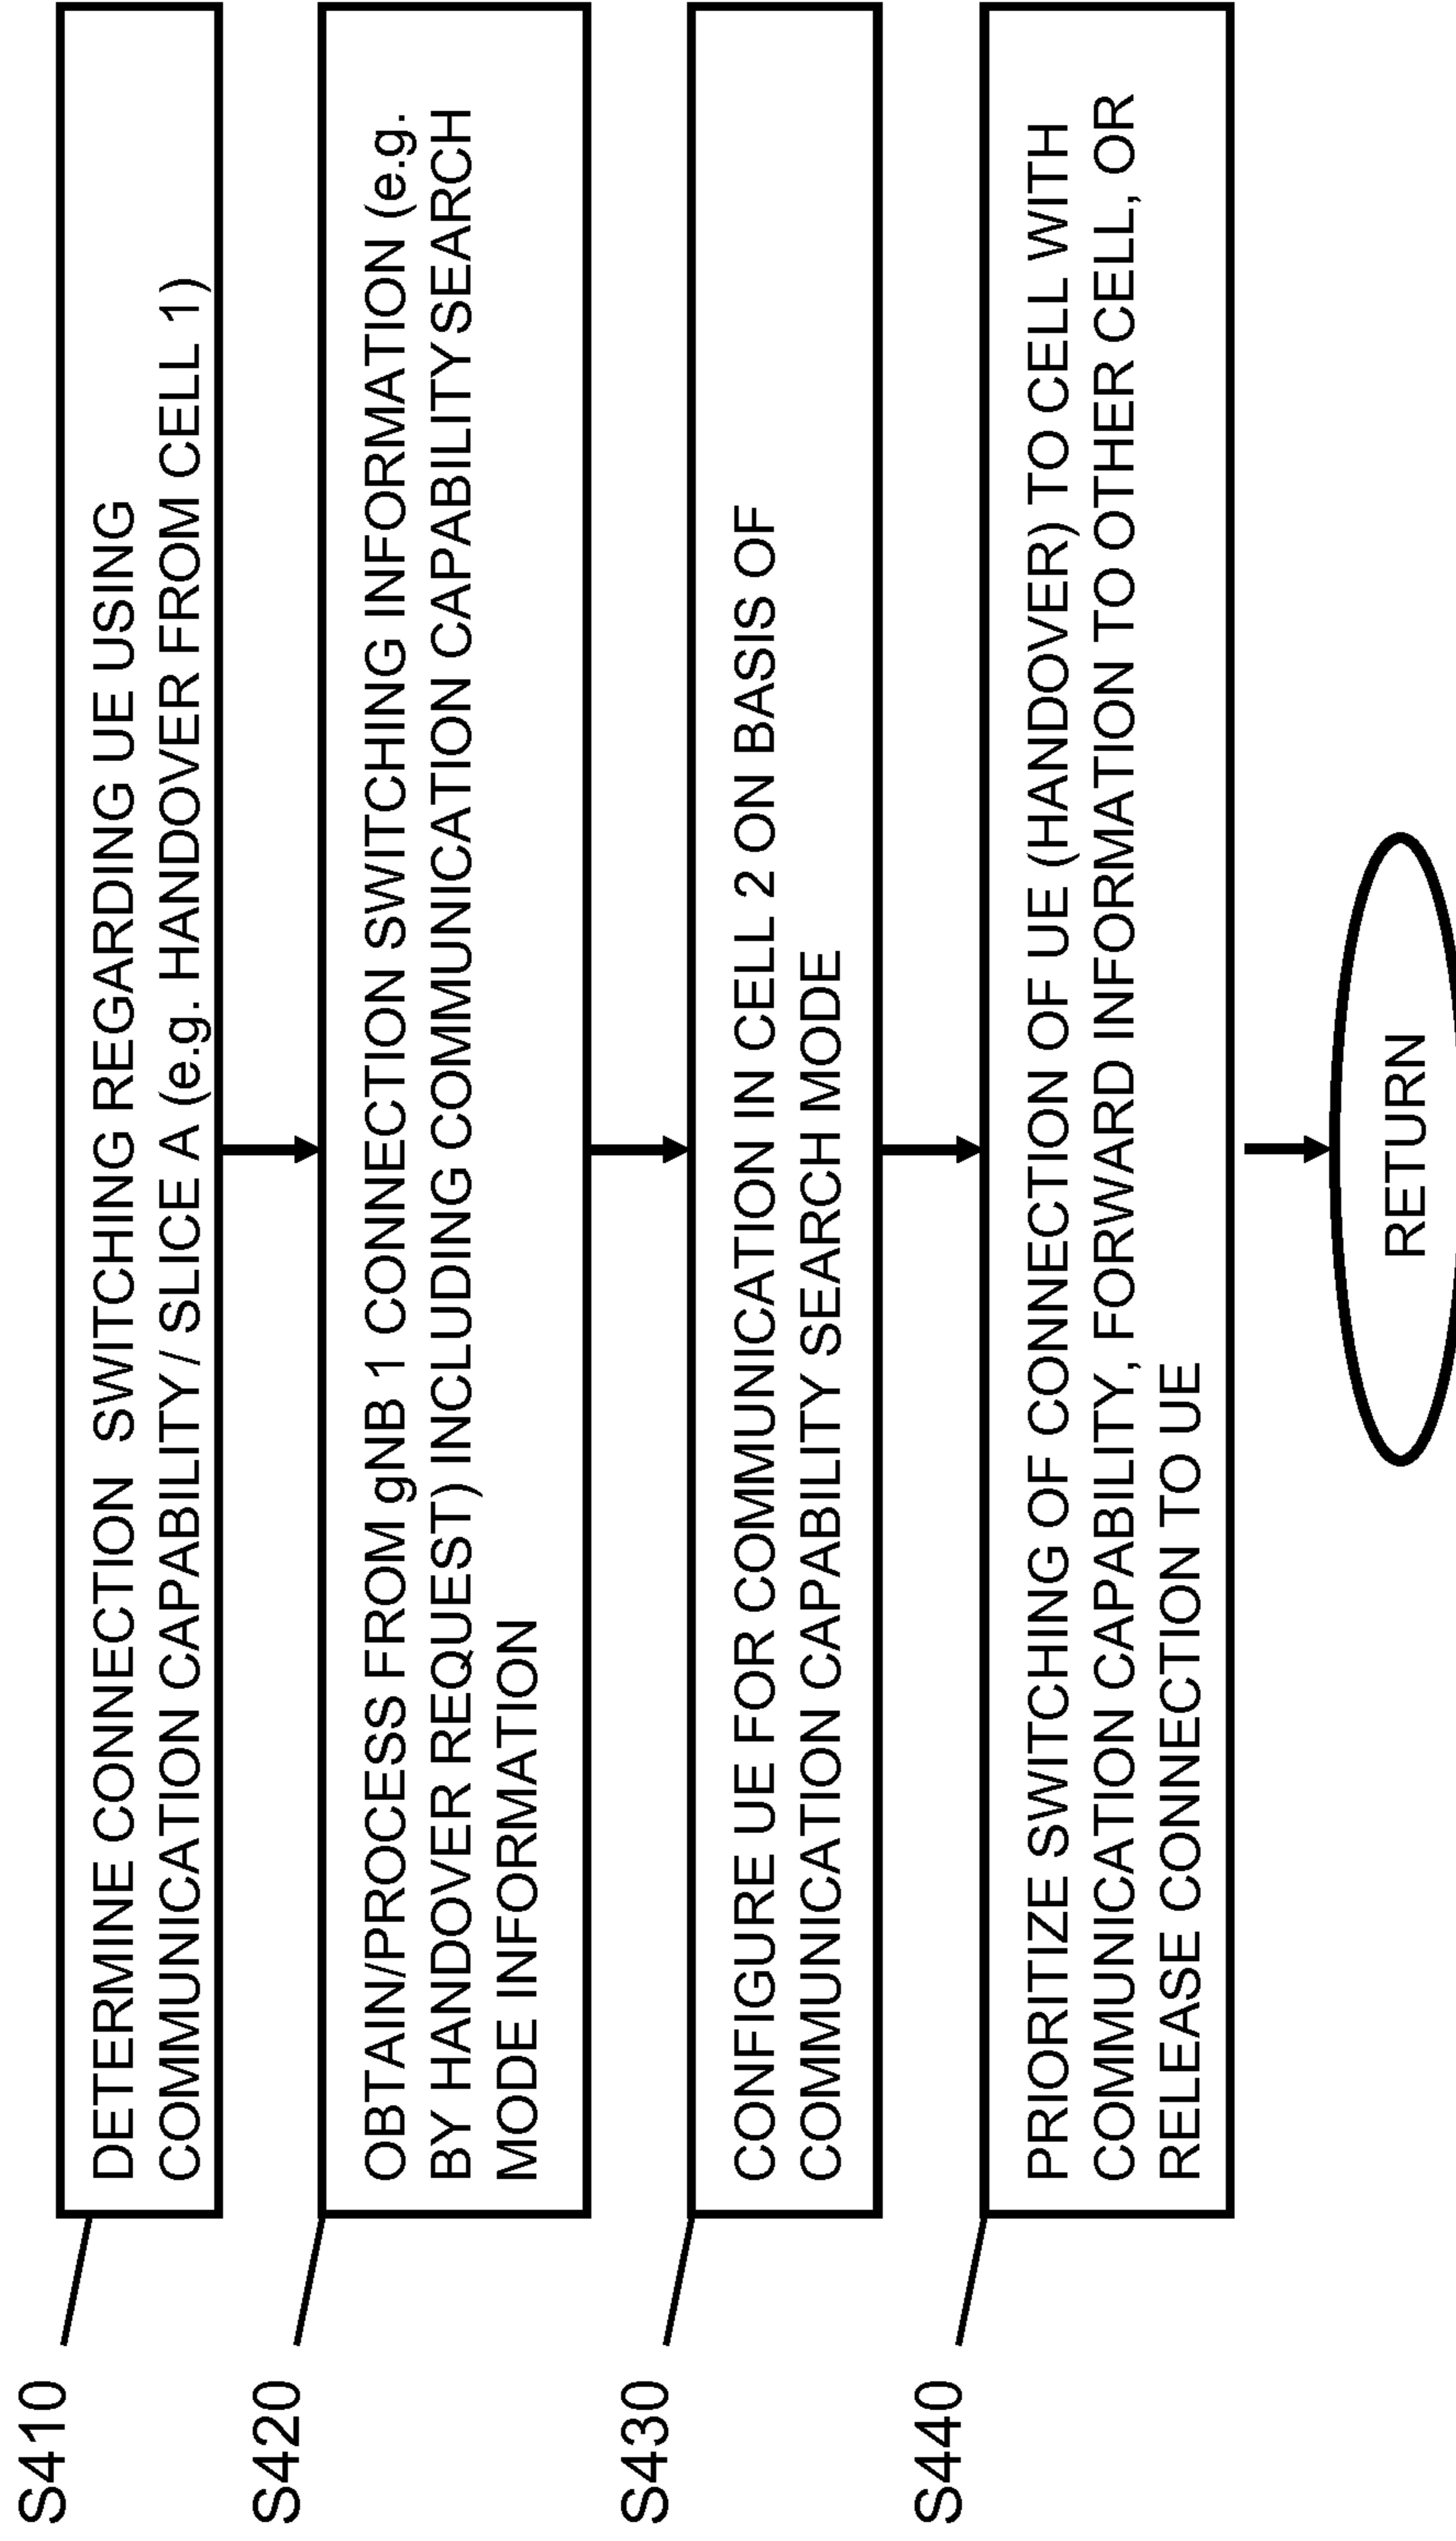 S410
DETERMINE CONNECTION SWITCHING REGARDING UE USING
COMMUNICATION CAPABILITY / SLICE A (e.g. HANDOVER FROM CELL 1)
S420
OBTAIN/PROCESS FROM gNB 1 CONNECTION SWITCHING INFORMATION (e.g.
BY HANDOVER REQUEST) INCLUDING COMMUNICATION CAPABILITY SEARCH
MODE INFORMATION
S430
CONFIGURE UE FOR COMMUNICATION IN CELL 2 ON BASIS OF
COMMUNICATION CAPABILITY SEARCH MODE
S440
PRIORITIZE SWITCHING OF CONNECTION OF UE (HANDOVER) TO CELL WITH
COMMUNICATION CAPABILITY, FORWARD INFORMATION TO OTHER CELL, OR
RELEASE CONNECTION TO UE
RETURN